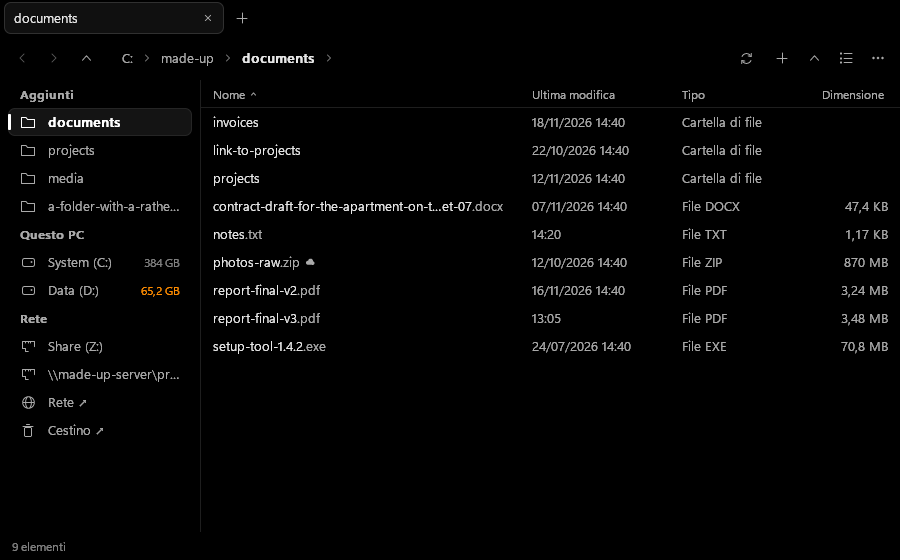 documents
C: made-up documents
Aggiunti
documents
projects
media
a-folder-with-a-rathe...
Questo PC
System (C:) 384 GB
Data (D:) 65,2 GB
Rete
Share (Z:)
\\made-up-server\pr...
Rete
Cestino
Nome Ultima modifica Tipo Dimensione
invoices 18/11/2026 14:40 Cartella di file
link-to-projects 22/10/2026 14:40 Cartella di file
projects 12/11/2026 14:40 Cartella di file
contract-draft-for-the-apartment-on-t...et-07.docx 07/11/2026 14:40 File DOCX 47,4 KB
notes.txt 14:20 File TXT 1,17 KB
photos-raw.zip 12/10/2026 14:40 File ZIP 870 MB
report-final-v2.pdf 16/11/2026 14:40 File PDF 3,24 MB
report-final-v3.pdf 13:05 File PDF 3,48 MB
setup-tool-1.4.2.exe 24/07/2026 14:40 File EXE 70,8 MB
9 elementi